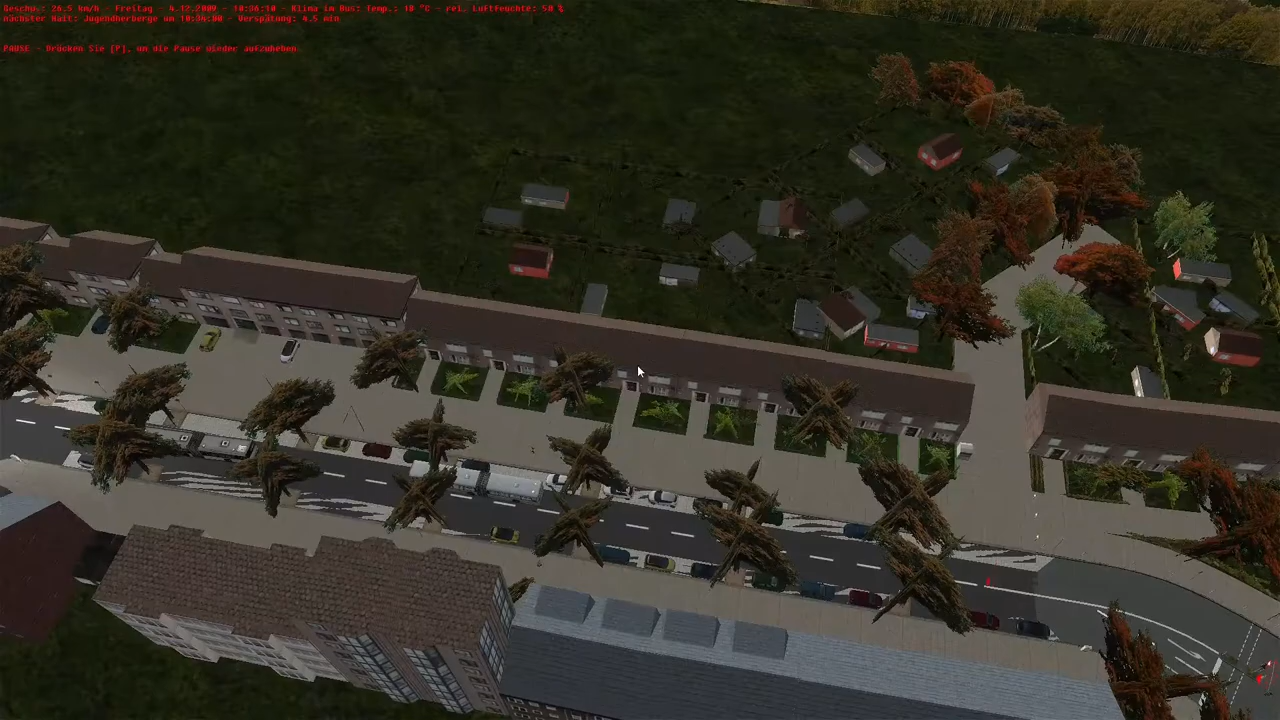 Geschw.: 26.5 km/h - Freitag - 4.12.2009 - 10:06:10 - Klima im Bus: Temp.: 10 °C - rel. Luftfeuchte: 50 %
nächster Halt: Jugendherberge um 10:04:00 - Verspätung: 4.5 min
PAUSE - Drücken Sie [P], um die Pause wieder aufzuheben.